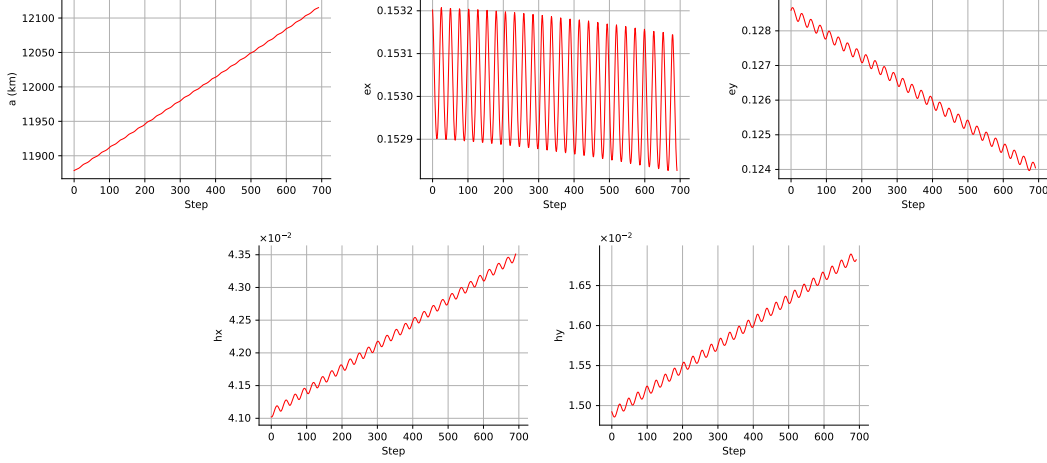 12100
12050
12000
11950
11900
a (km)
0 100 200 300 400 500 600 700
Step
0.1532
0.1531
0.1530
0.1529
ex
0 100 200 300 400 500 600 700
Step
0.128
0.127
0.126
0.125
0.124
ey
0 100 200 300 400 500 600 700
Step
×10⁻²
4.35
4.30
4.25
4.20
4.15
4.10
hx
0 100 200 300 400 500 600 700
Step
×10⁻²
1.65
1.60
1.55
1.50
hy
0 100 200 300 400 500 600 700
Step